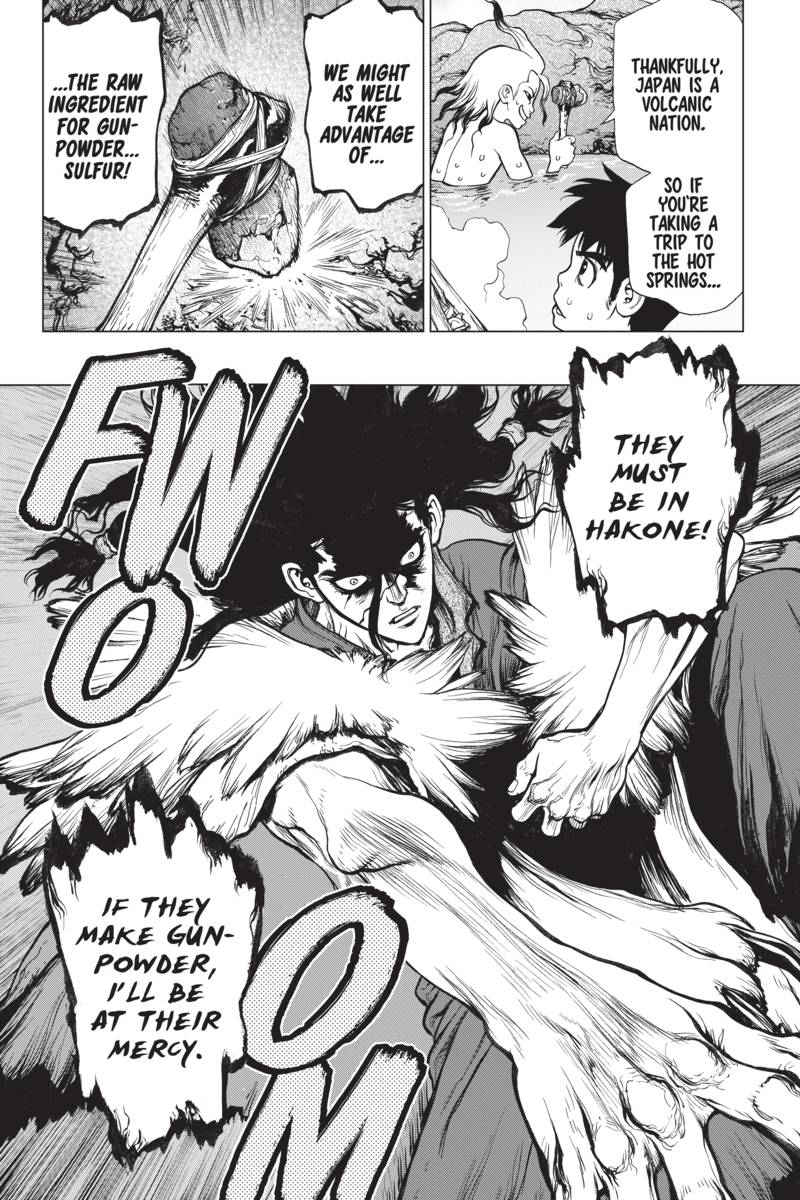 THANKFULLY,
JAPAN IS A
VOLCANIC
NATION.
SO IF
YOU'RE
TAKING A
TRIP TO
THE HOT
SPRINGS...
WE MIGHT
AS WELL
TAKE
ADVANTAGE
OF...
...THE RAW
INGREDIENT
FOR GUN-
POWDER...
SULFUR!
THEY
MUST
BE IN
HAKONE!
FWOOM
IF THEY
MAKE GUN-
POWDER,
I'LL BE
AT THEIR
MERCY.